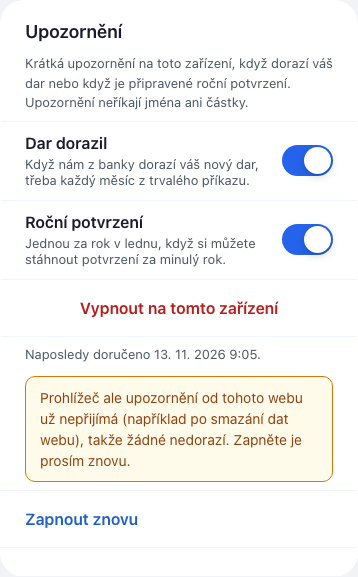 Upozornění
Krátká upozornění na toto zařízení, když dorazí váš
dar nebo když je připravené roční potvrzení.
Upozornění neříkají jména ani částky.
Dar dorazil
Když nám z banky dorazí váš nový dar,
třeba každý měsíc z trvalého příkazu.
Roční potvrzení
Jednou za rok v lednu, když si můžete
stáhnout potvrzení za minulý rok.
Vypnout na tomto zařízení
Naposledy doručeno 13. 11. 2026 9:05.
Prohlížeč ale upozornění od tohoto webu
už nepřijímá (například po smazání dat
webu), takže žádné nedorazí. Zapněte je
prosím znovu.
Zapnout znovu